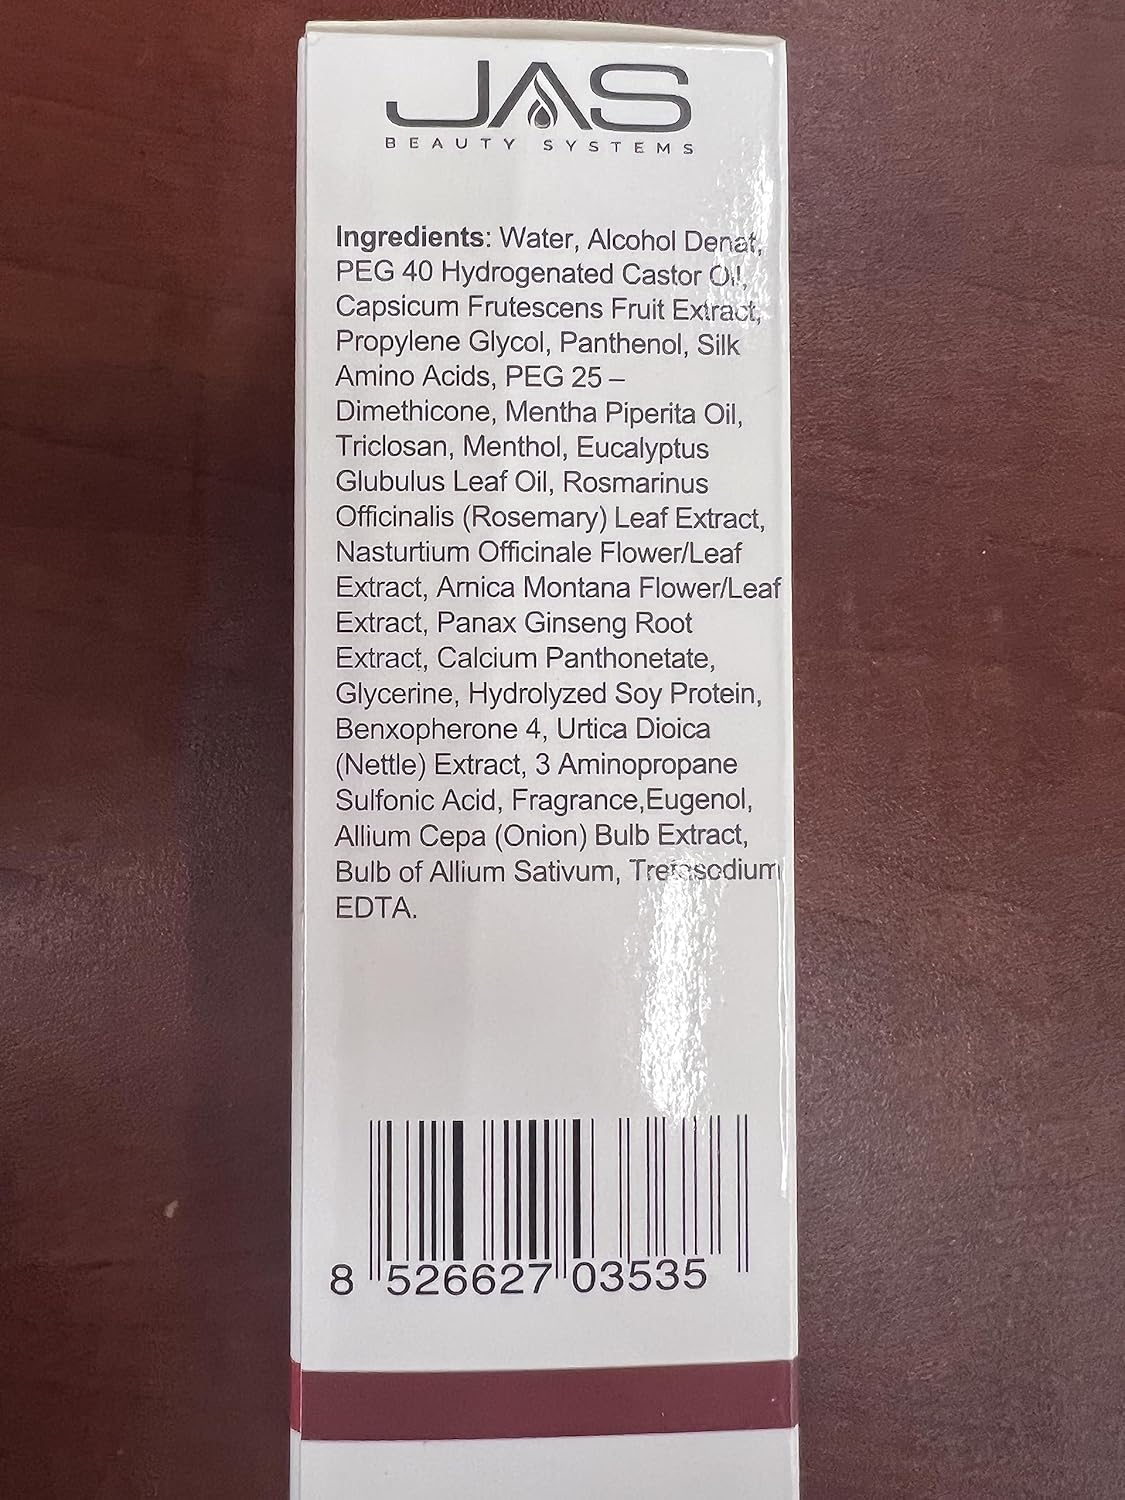 JAS
BEAUTY SYSTEMS
Ingredients: Water, Alcohol Denat,
PEG 40 Hydrogenated Castor Oil,
Capsicum Frutescens Fruit Extract,
Propylene Glycol, Panthenol, Silk
Amino Acids, PEG 25 –
Dimethicone, Mentha Piperita Oil,
Triclosan, Menthol, Eucalyptus
Glubulus Leaf Oil, Rosmarinus
Officinalis (Rosemary) Leaf Extract,
Nasturtium Officinale Flower/Leaf
Extract, Arnica Montana Flower/Leaf
Extract, Panax Ginseng Root
Extract, Calcium Panthonetate,
Glycerine, Hydrolyzed Soy Protein,
Benxopherone 4, Urtica Dioica
(Nettle) Extract, 3 Aminopropane
Sulfonic Acid, Fragrance,Eugenol,
Allium Cepa (Onion) Bulb Extract,
Bulb of Allium Sativum, Tretasodium
EDTA.
8 526627 03535